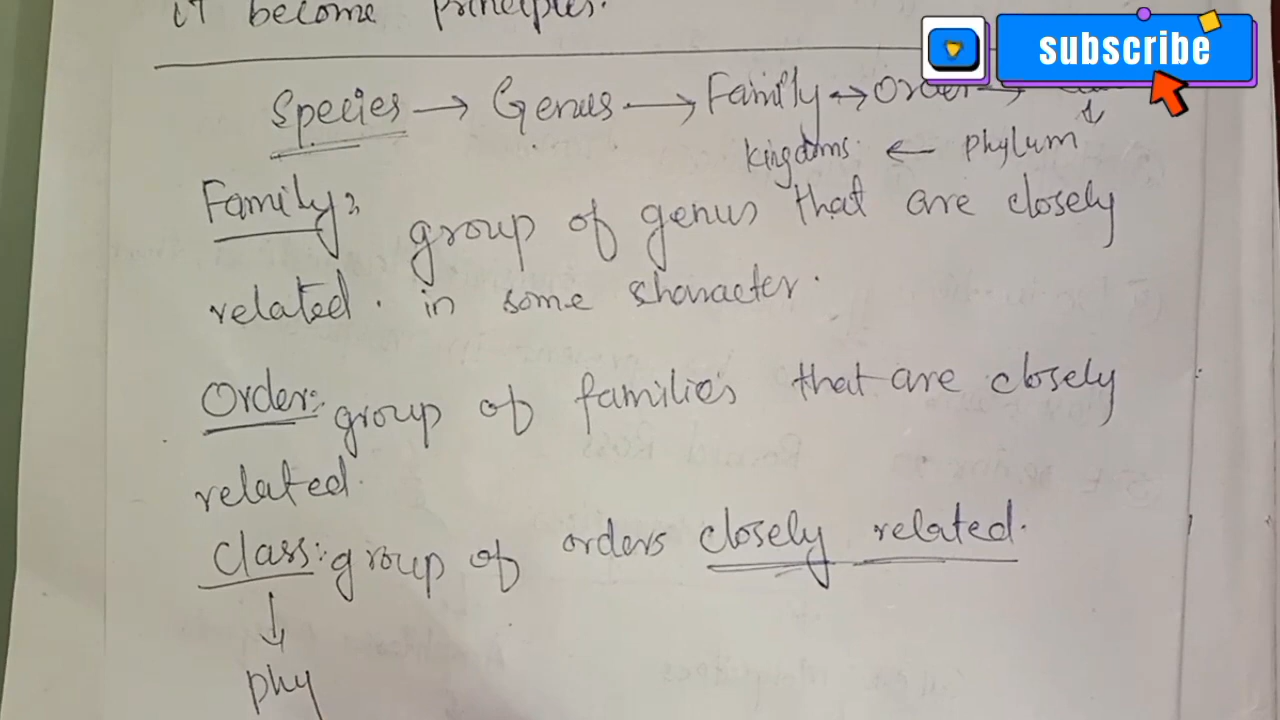 it become principles.
subscribe
Species → Genus → Family ↔ Order →
kingdoms ← phylum
Family: group of genus that are closely
related. in some character.
Order: group of families that are closely
related.
Class: group of orders closely related.
↓
phy